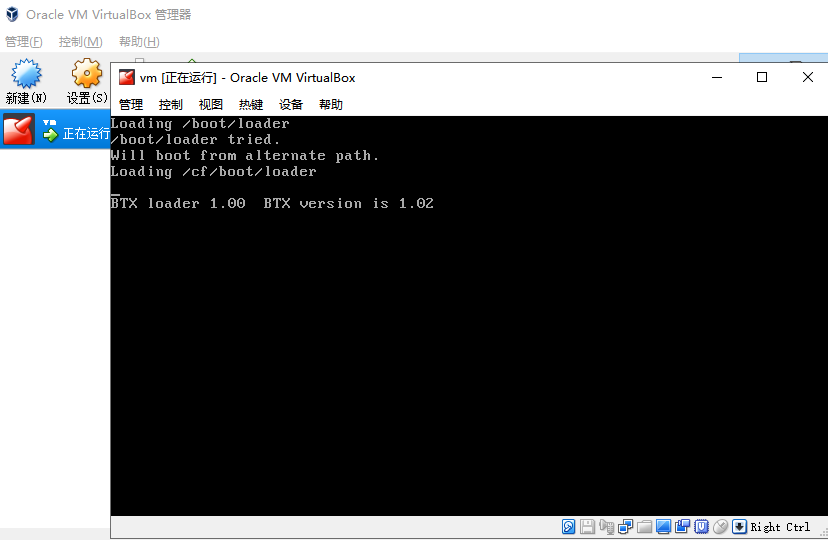 Oracle VM VirtualBox 管理器
管理(F) 控制(M) 帮助(H)
新建(N) 设置(S)
正在运行
vm [正在运行] - Oracle VM VirtualBox
管理 控制 视图 热键 设备 帮助
Loading /boot/loader
/boot/loader tried.
Will boot from alternate path.
Loading /cf/boot/loader
BTX loader 1.00 BTX version is 1.02
Right Ctrl